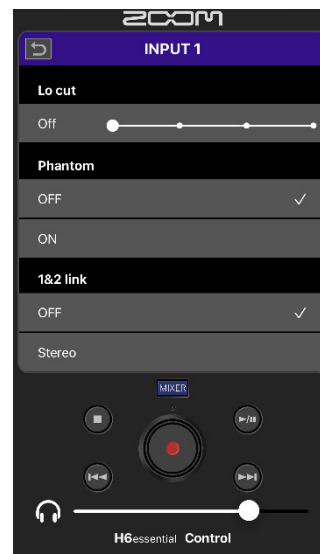 ZOOM
INPUT 1
Lo cut
Off
Phantom
OFF
ON
1&2 link
OFF
Stereo
MIXER
H6essential Control